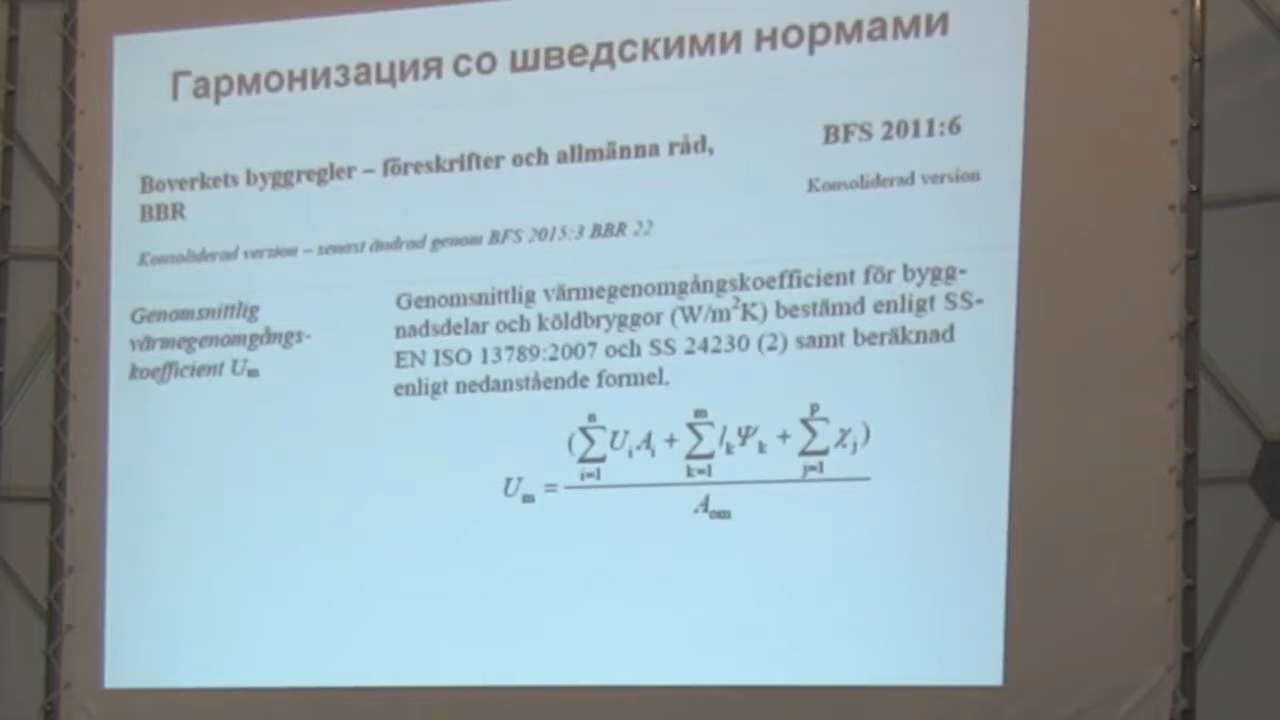 Гармонизация со шведскими нормами
Boverkets byggregler – föreskrifter och allmänna råd,
BBR
BFS 2011:6
Konsoliderad version
Konsoliderad version – senast ändrad genom BFS 2015:3 BBR 22
Genomsnittlig
värmegenomgångs-
koefficient Um
Genomsnittlig värmegenomgångskoefficient för bygg-
nadsdelar och köldbryggor (W/m²K) bestämd enligt SS-
EN ISO 13789:2007 och SS 24230 (2) samt beräknad
enligt nedanstående formel.
n m p
(∑UᵢAᵢ + ∑lₖΨₖ + ∑χⱼ)
i=1 k=1 j=1
Um =
Aom